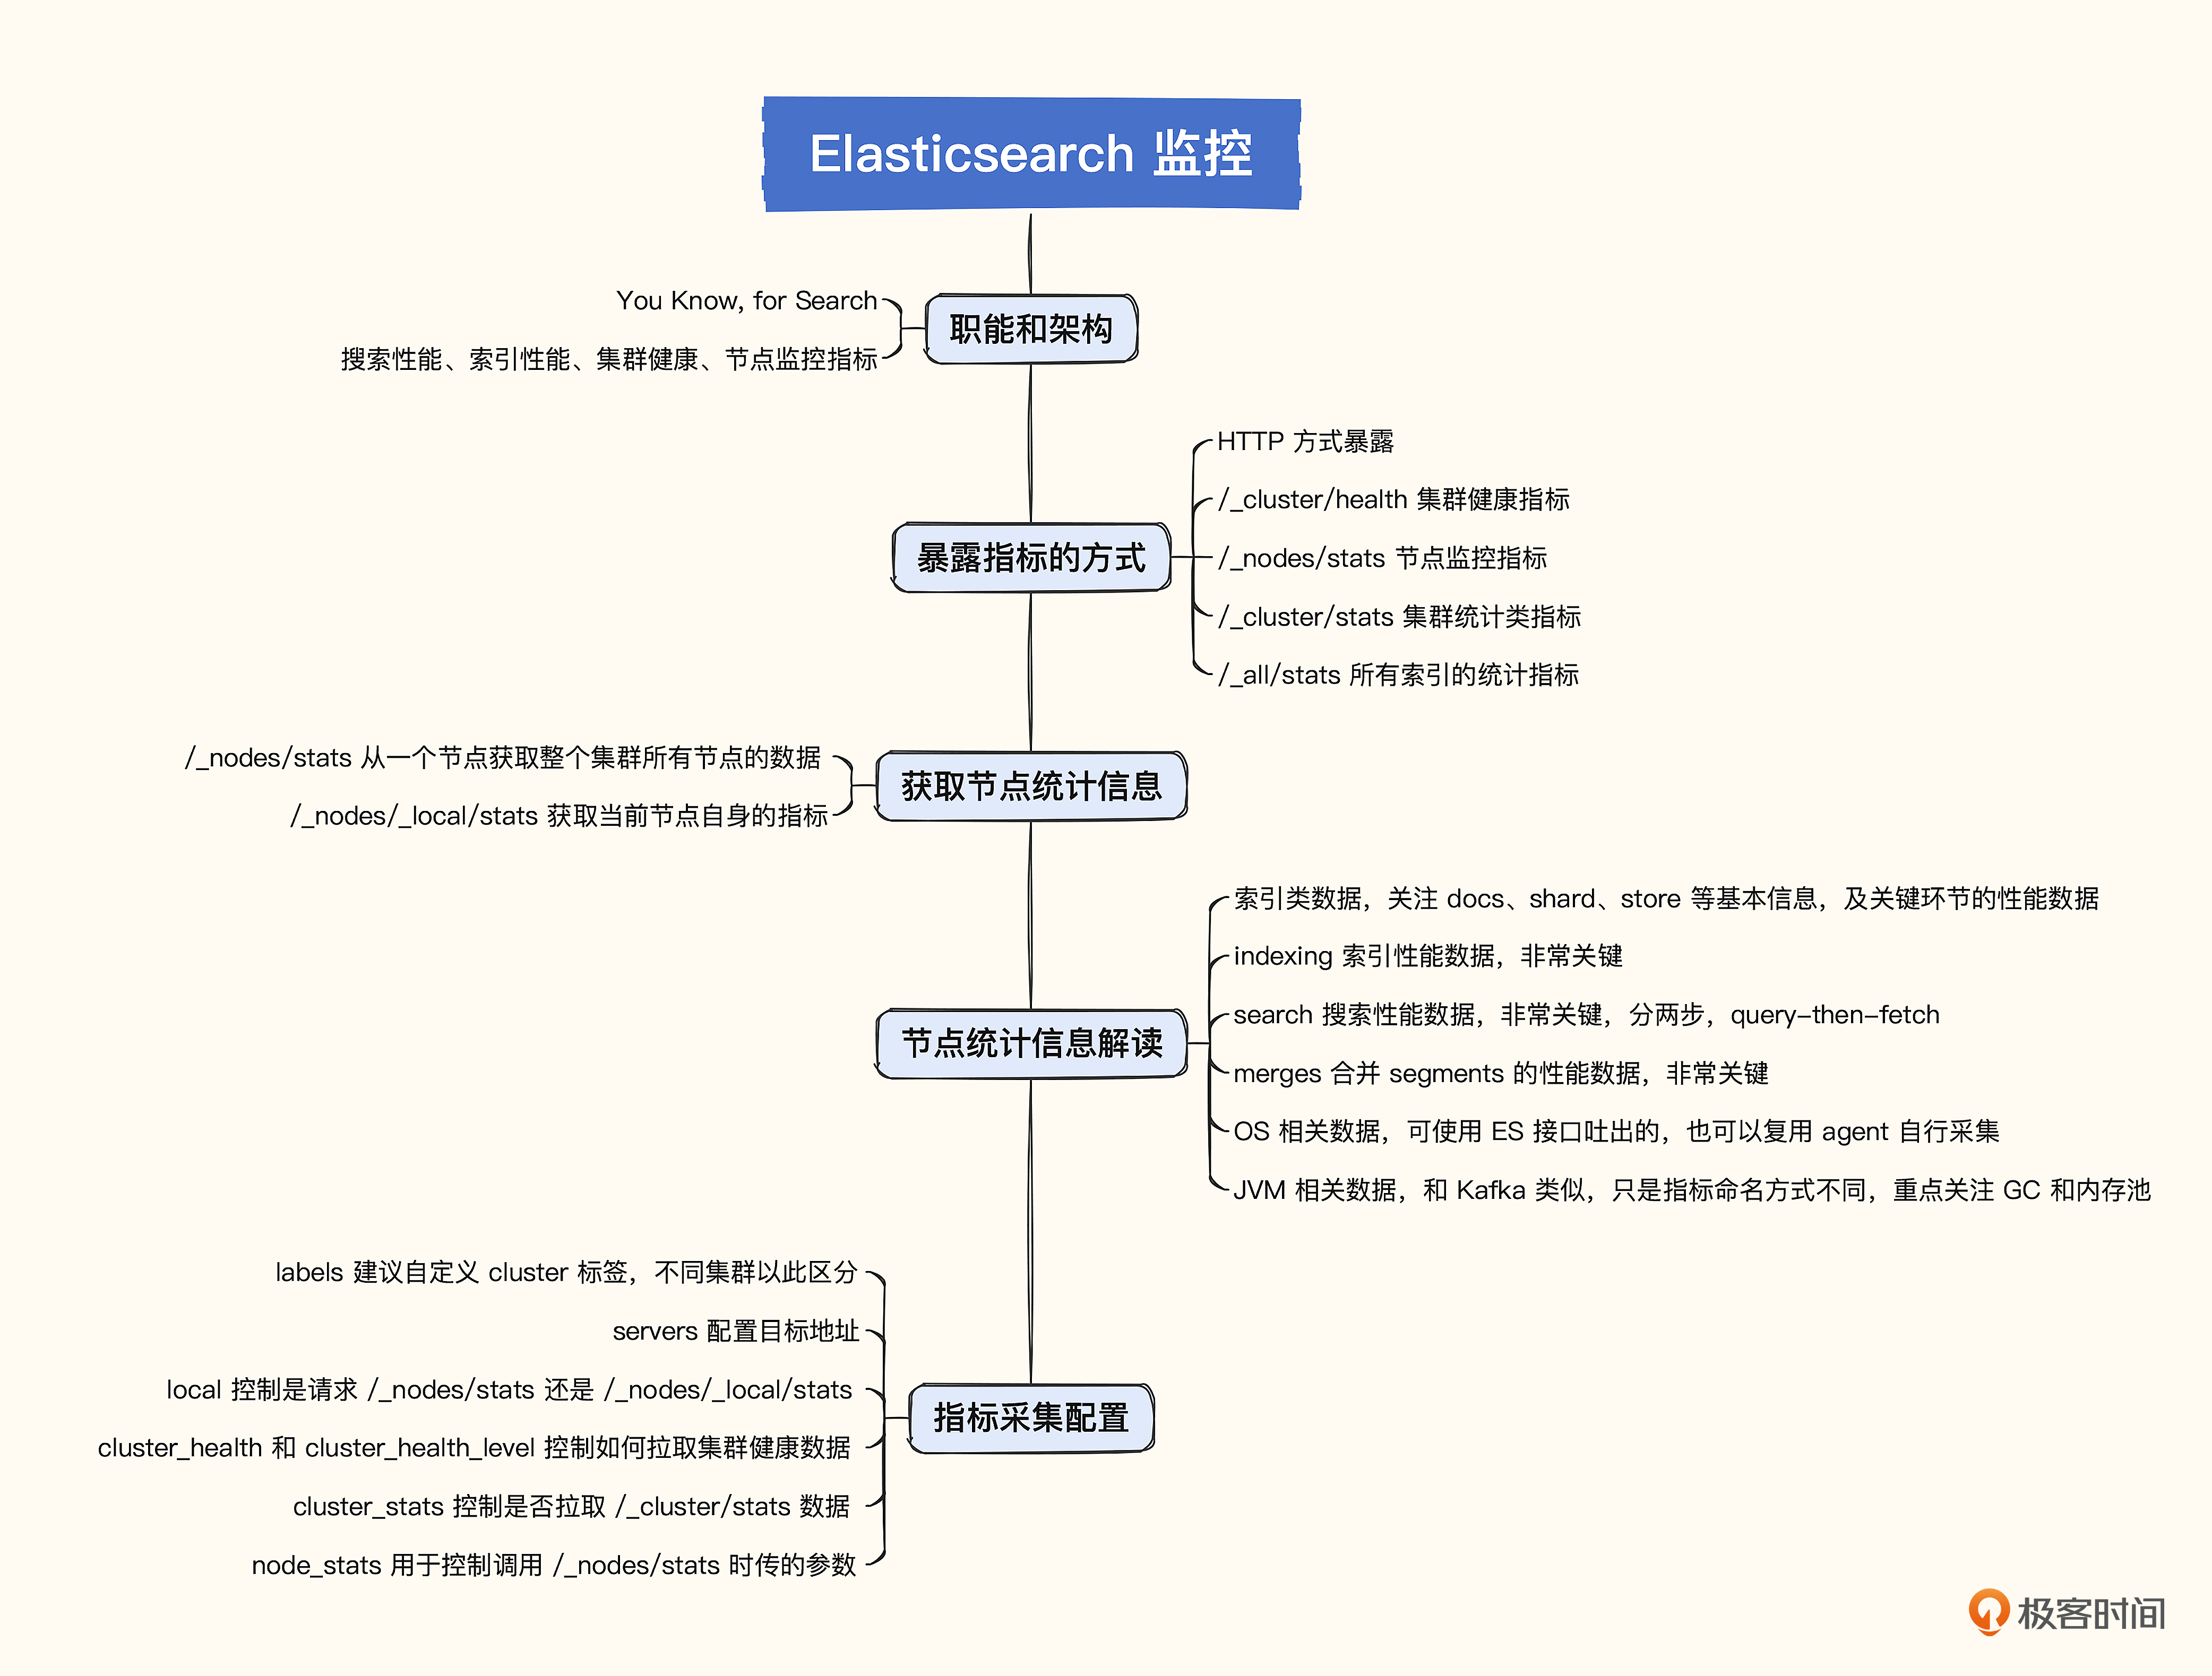 Elasticsearch 监控
职能和架构
You Know, for Search
搜索性能、索引性能、集群健康、节点监控指标
暴露指标的方式
HTTP 方式暴露
/_cluster/health 集群健康指标
/_nodes/stats 节点监控指标
/_cluster/stats 集群统计类指标
/_all/stats 所有索引的统计指标
获取节点统计信息
/_nodes/stats 从一个节点获取整个集群所有节点的数据
/_nodes/_local/stats 获取当前节点自身的指标
节点统计信息解读
索引类数据，关注 docs、shard、store 等基本信息，及关键环节的性能数据
indexing 索引性能数据，非常关键
search 搜索性能数据，非常关键，分两步，query-then-fetch
merges 合并 segments 的性能数据，非常关键
OS 相关数据，可使用 ES 接口吐出的，也可以复用 agent 自行采集
JVM 相关数据，和 Kafka 类似，只是指标命名方式不同，重点关注 GC 和内存池
指标采集配置
labels 建议自定义 cluster 标签，不同集群以此区分
servers 配置目标地址
local 控制是请求 /_nodes/stats 还是 /_nodes/_local/stats
cluster_health 和 cluster_health_level 控制如何拉取集群健康数据
cluster_stats 控制是否拉取 /_cluster/stats 数据
node_stats 用于控制调用 /_nodes/stats 时传的参数
极客时间